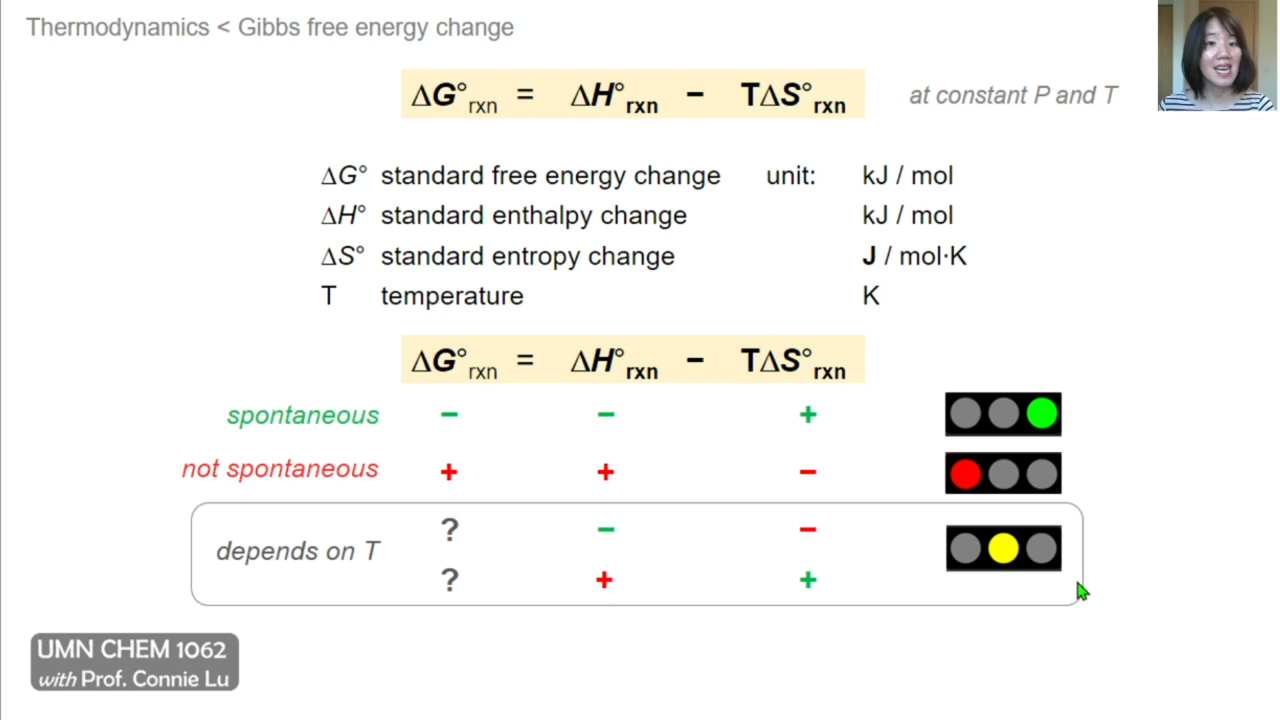 Thermodynamics < Gibbs free energy change
ΔG°rxn = ΔH°rxn − TΔS°rxn at constant P and T
ΔG° standard free energy change unit: kJ / mol
ΔH° standard enthalpy change kJ / mol
ΔS° standard entropy change J / mol·K
T temperature K
ΔG°rxn = ΔH°rxn − TΔS°rxn
spontaneous − − +
not spontaneous + + −
? − −
depends on T
? + +
UMN CHEM 1062
with Prof. Connie Lu